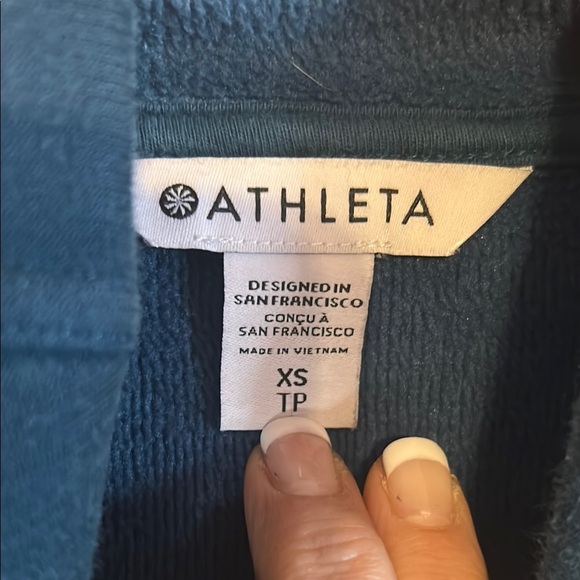 ATHLETA
DESIGNED IN
SAN FRANCISCO
CONÇU À
SAN FRANCISCO
MADE IN VIETNAM
XS
TP